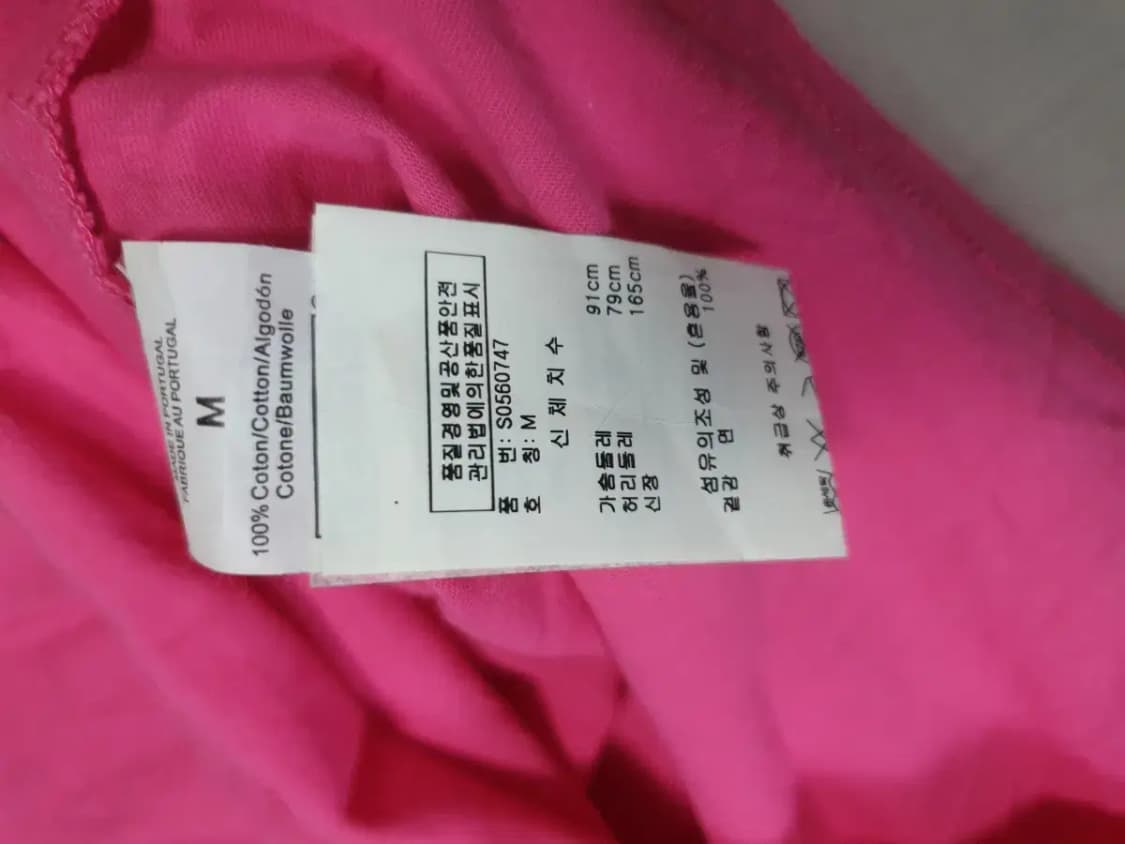 MADE IN PORTUGAL
FABRIQUE AU PORTUGAL
M
100% Coton/Cotton/Algodón
Cotone/Baumwolle
품질경영및공산품안전
관리법에의한품질표시
품 번: S0560747
호 칭: M
신 체 치 수
가슴둘레 91cm
허리둘레 79cm
신장 165cm
섬유의조성 및 (혼용율)
겉감 면 100%
취급상 주의사항